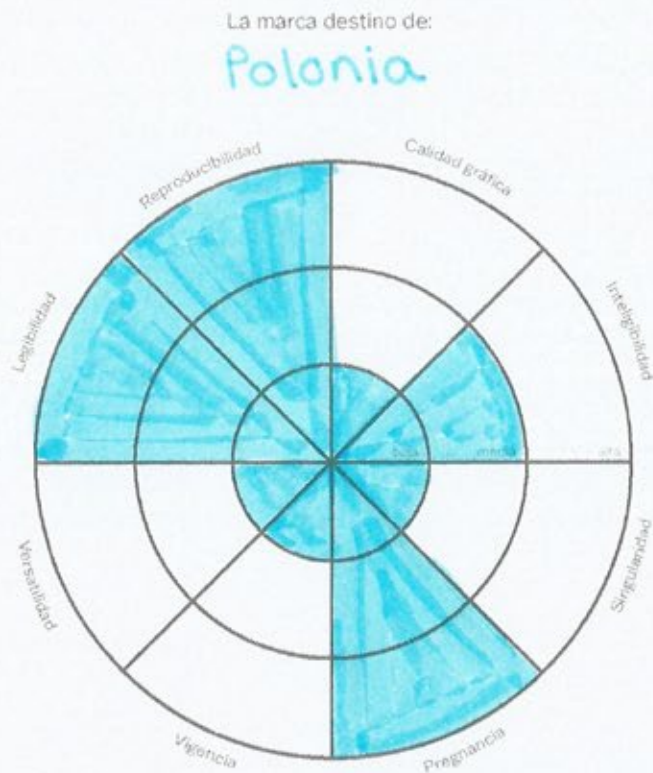 La marca destino de:
Polonia
Reproducibilidad
Calidad gráfica
Legibilidad
Inteligibilidad
baja
media
alta
Versatilidad
Singularidad
Vigencia
Pregnancia